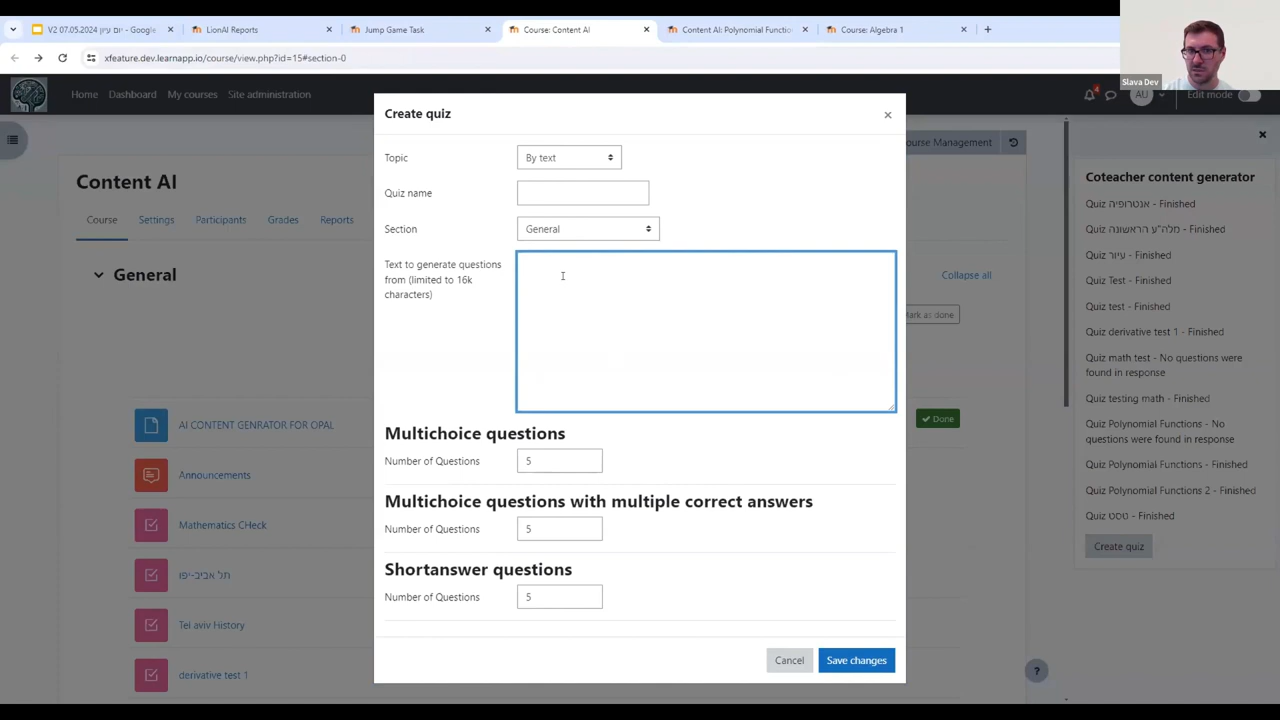 V2 07.05.2024 יום עיון - Google
LionAI Reports
Jump Game Task
Course: Content AI
Content AI: Polynomial Functio
Course: Algebra 1
xfeature.dev.learnapp.io/course/view.php?id=15#section-0
Slava Dev
Home
Dashboard
My courses
Site administration
4
AU
Edit mode
Create quiz
ourse Management
Content AI
Course
Settings
Participants
Grades
Reports
General
Collapse all
Mark as done
AI CONTENT GENRATOR FOR OPAL
Done
Announcements
Mathematics CHeck
תל אביב-יפו
Tel aviv History
derivative test 1
Topic
By text
Quiz name
Section
General
Text to generate questions
from (limited to 16k
characters)
Multichoice questions
Number of Questions
5
Multichoice questions with multiple correct answers
Number of Questions
5
Shortanswer questions
Number of Questions
5
Cancel
Save changes
Coteacher content generator
Quiz אנטרופיה - Finished
Quiz מלה"ע הראשונה - Finished
Quiz עיור - Finished
Quiz Test - Finished
Quiz test - Finished
Quiz derivative test 1 - Finished
Quiz math test - No questions were
found in response
Quiz testing math - Finished
Quiz Polynomial Functions - No
questions were found in response
Quiz Polynomial Functions - Finished
Quiz Polynomial Functions 2 - Finished
Quiz טסט - Finished
Create quiz
?